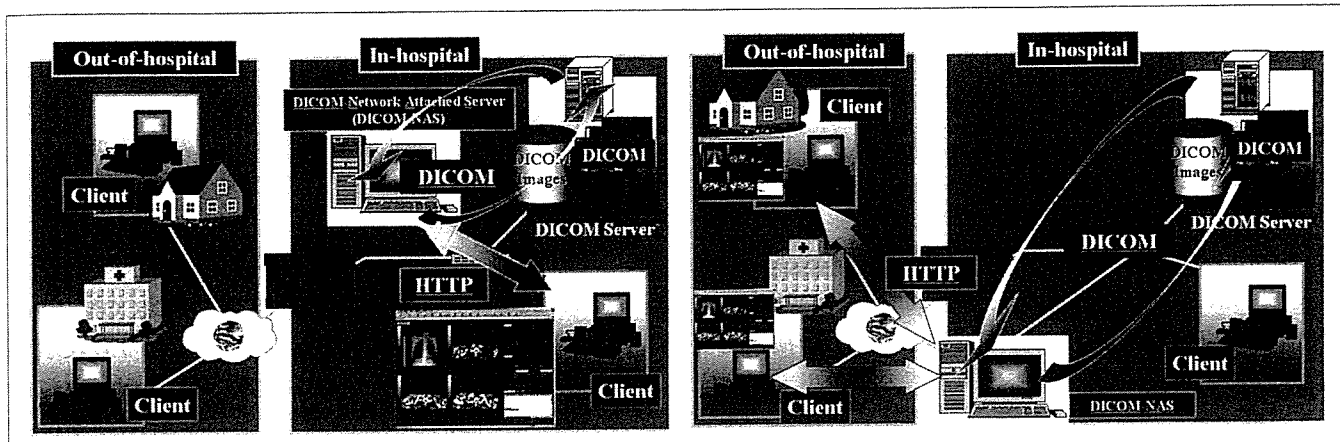 Out-of-hospital
Client
Client
In-hospital
DICOM-Network Attached Server
(DICOM-NAS)
DICOM
DICOM
Images
DICOM
DICOM Server
HTTP
Client
Out-of-hospital
Client
HTTP
Client
In-hospital
DICOM
Images
DICOM
DICOM Server
DICOM
Client
DICOM-NAS